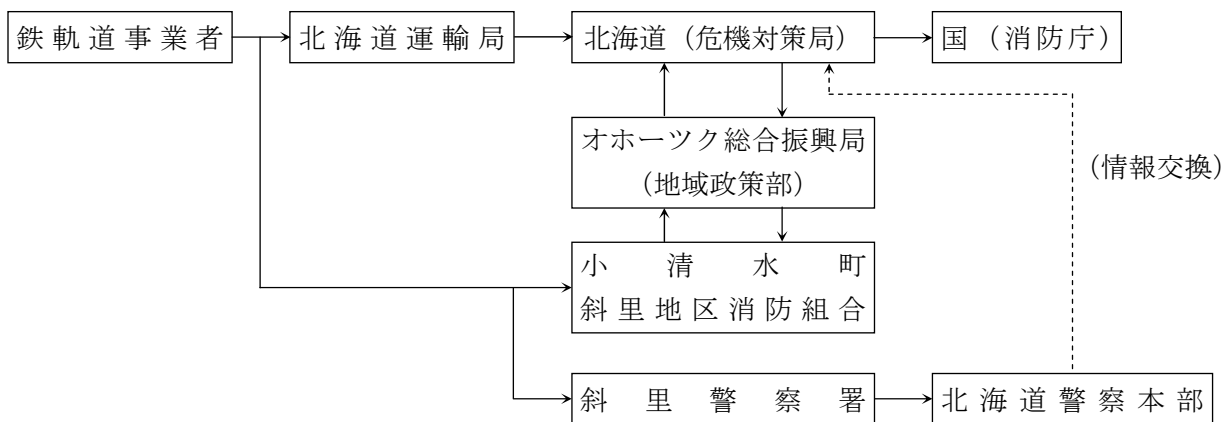 鉄軌道事業者
北海道運輸局
北海道（危機対策局）
国（消防庁）
オホーツク総合振興局
（地域政策部）
（情報交換）
小清水町
斜里地区消防組合
斜里警察署
北海道警察本部